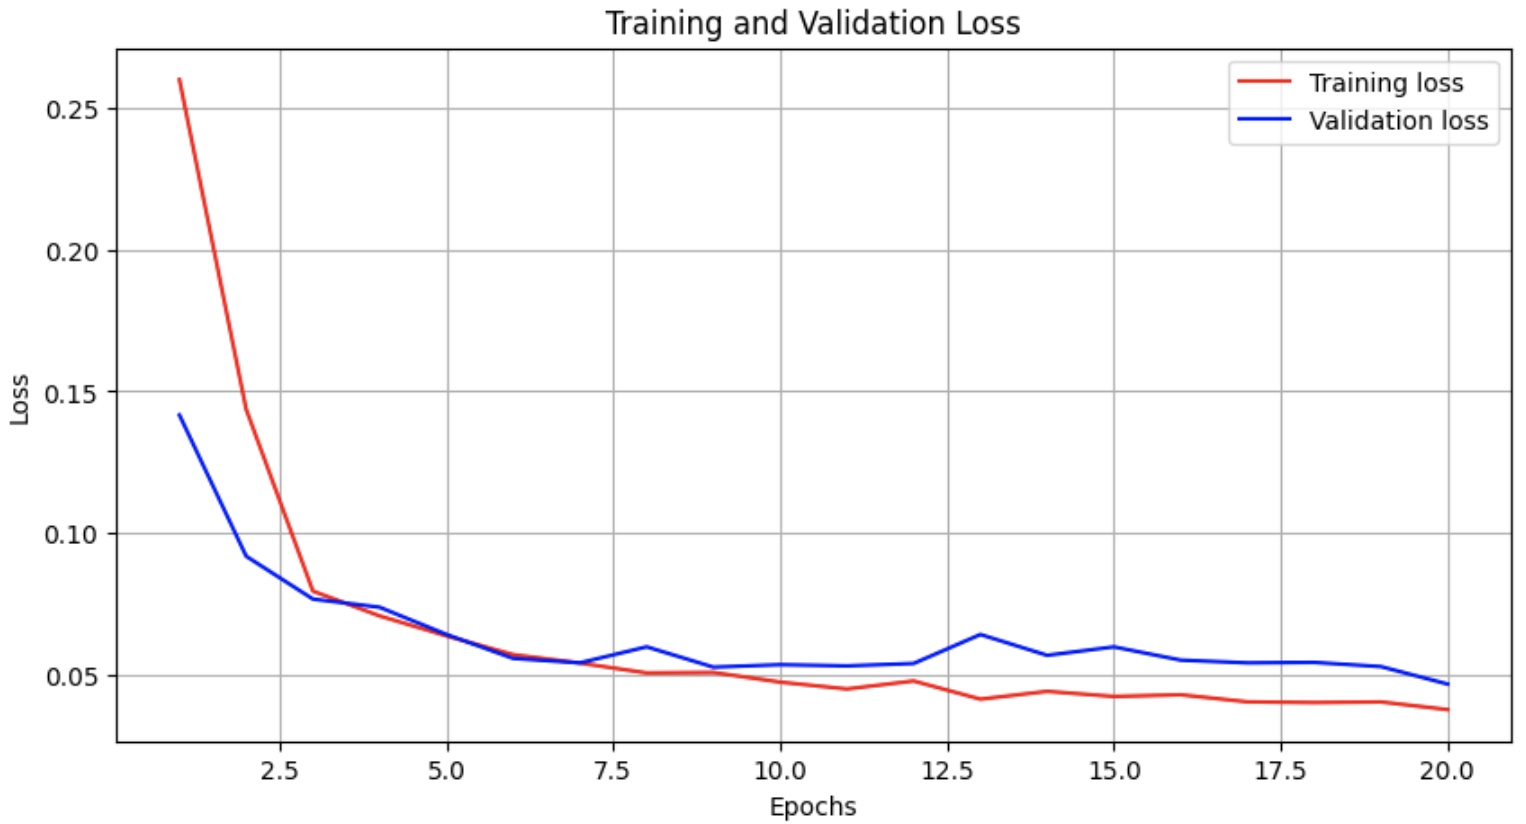 Training and Validation Loss
Training loss
Validation loss
0.25
0.20
0.15
0.10
0.05
Loss
2.5 5.0 7.5 10.0 12.5 15.0 17.5 20.0
Epochs